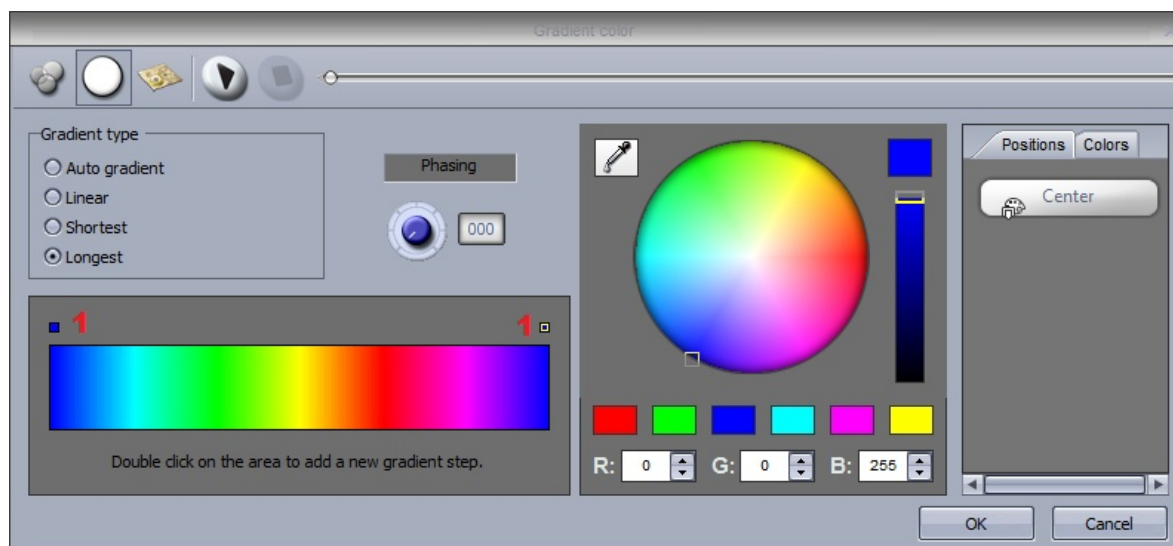 Gradient color
Gradient type
Auto gradient
Linear
Shortest
Longest
Phasing
000
1 1
Double click on the area to add a new gradient step.
R: 0 G: 0 B: 255
Positions Colors
Center
OK Cancel